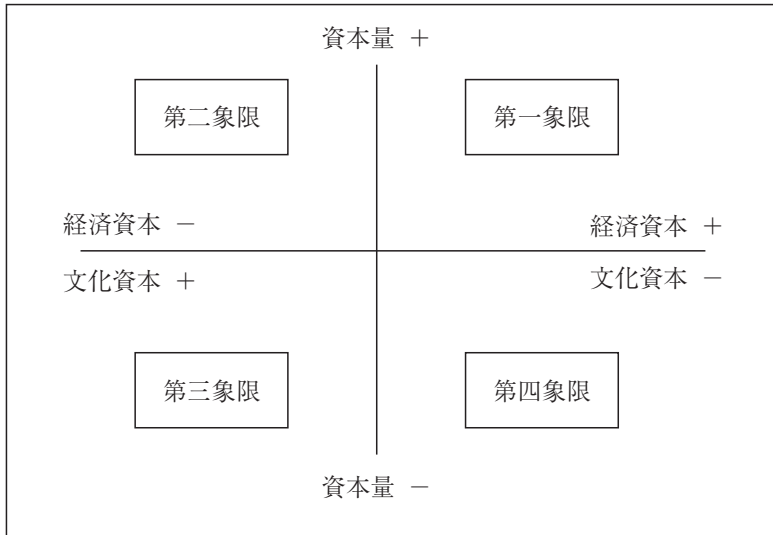 資本量 +
第二象限
第一象限
経済資本 −
経済資本 +
文化資本 +
文化資本 −
第三象限
第四象限
資本量 −